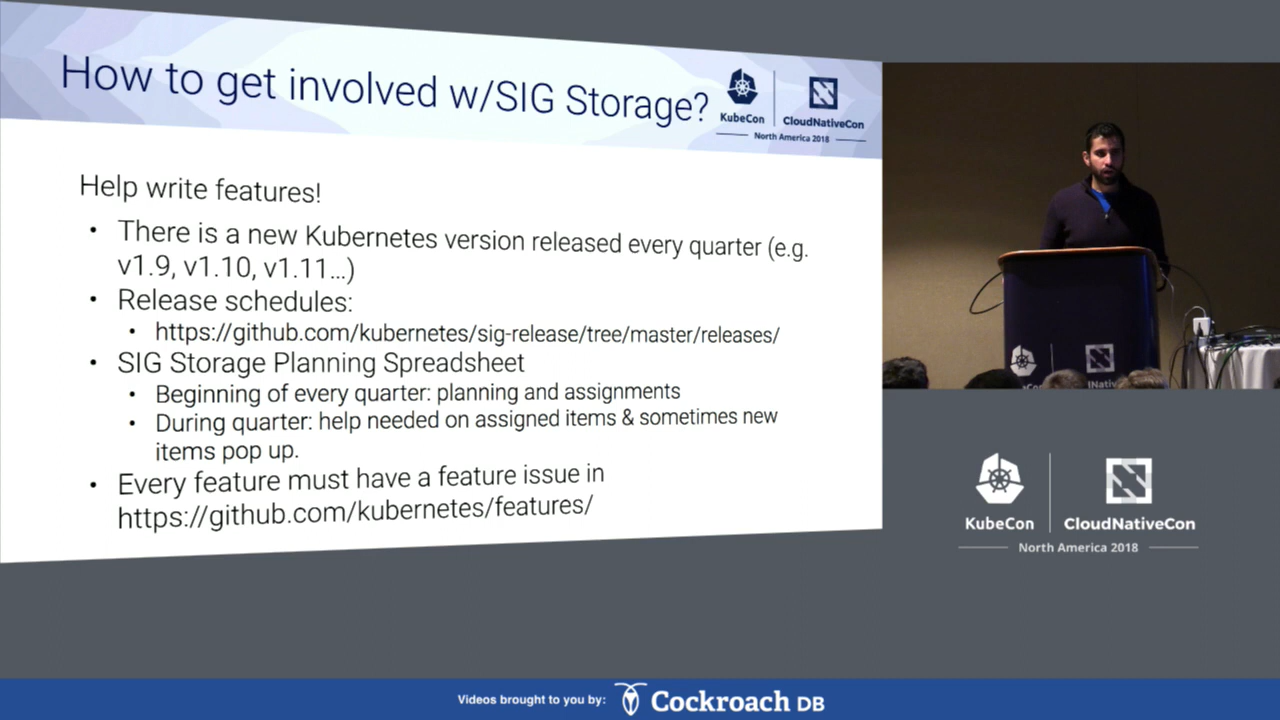 How to get involved w/SIG Storage?
KubeCon
CloudNativeCon
North America 2018
Help write features!
• There is a new Kubernetes version released every quarter (e.g.
v1.9, v1.10, v1.11...)
• Release schedules:
• https://github.com/kubernetes/sig-release/tree/master/releases/
• SIG Storage Planning Spreadsheet
• Beginning of every quarter: planning and assignments
• During quarter: help needed on assigned items & sometimes new
items pop up.
• Every feature must have a feature issue in
https://github.com/kubernetes/features/
KubeCon
CloudNativeCon
North America 2018
Videos brought to you by:
Cockroach DB